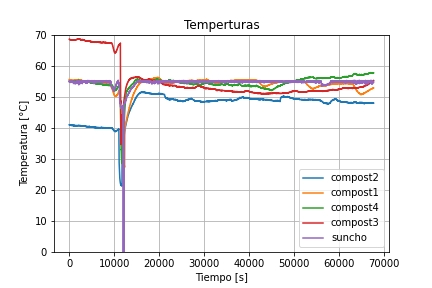 Temperturas
Temperatura [°C]
70
60
50
40
30
20
10
0
0 10000 20000 30000 40000 50000 60000 70000
Tiempo [s]
compost2
compost1
compost4
compost3
suncho